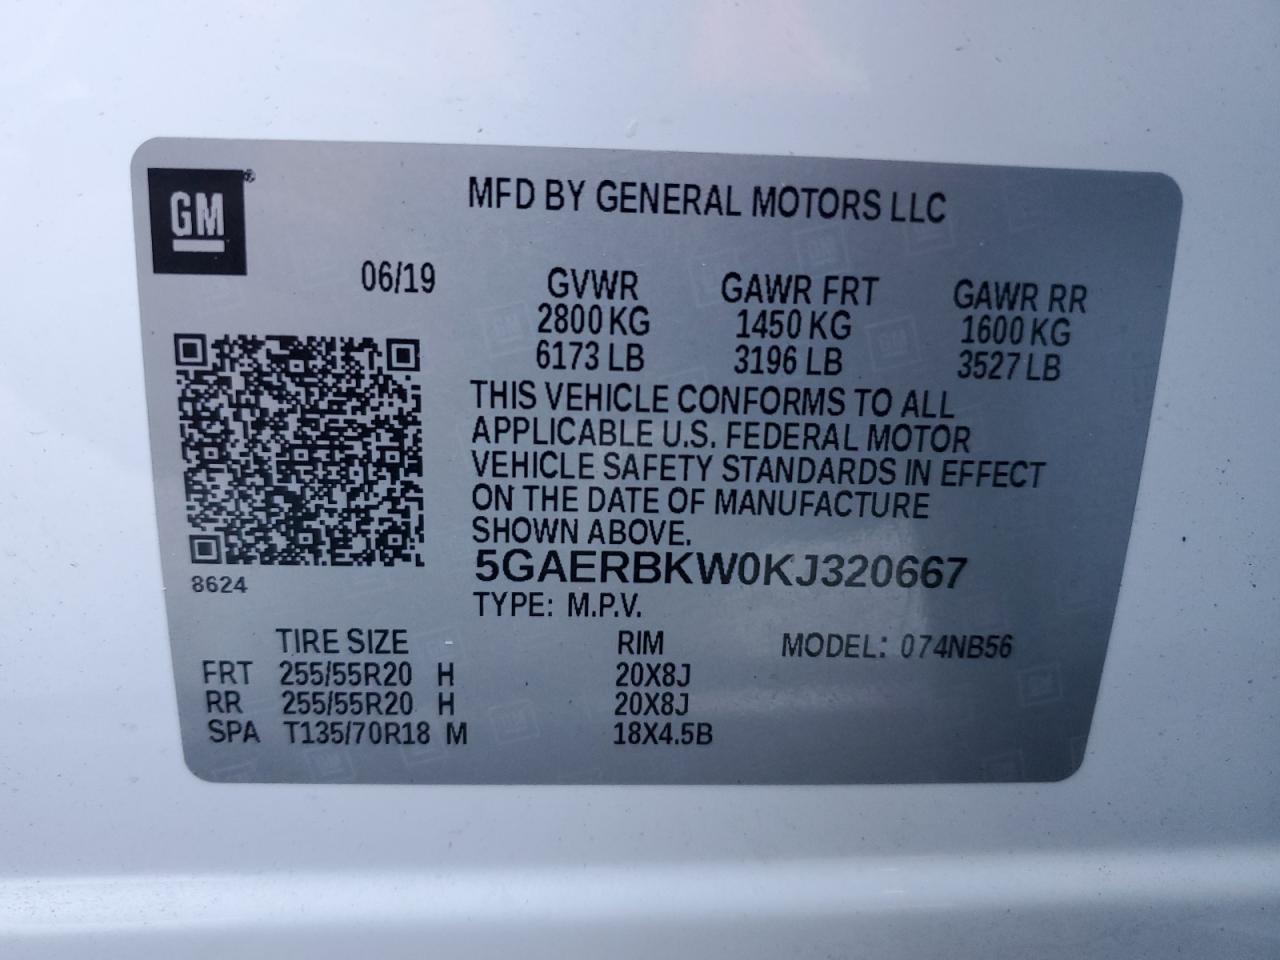 GM ®
MFD BY GENERAL MOTORS LLC
06/19
GVWR GAWR FRT GAWR RR
2800 KG 1450 KG 1600 KG
6173 LB 3196 LB 3527 LB
THIS VEHICLE CONFORMS TO ALL
APPLICABLE U.S. FEDERAL MOTOR
VEHICLE SAFETY STANDARDS IN EFFECT
ON THE DATE OF MANUFACTURE
SHOWN ABOVE.
5GAERBKW0KJ320667
8624
TYPE: M.P.V.
TIRE SIZE RIM MODEL: 074NB56
FRT 255/55R20 H 20X8J
RR 255/55R20 H 20X8J
SPA T135/70R18 M 18X4.5B